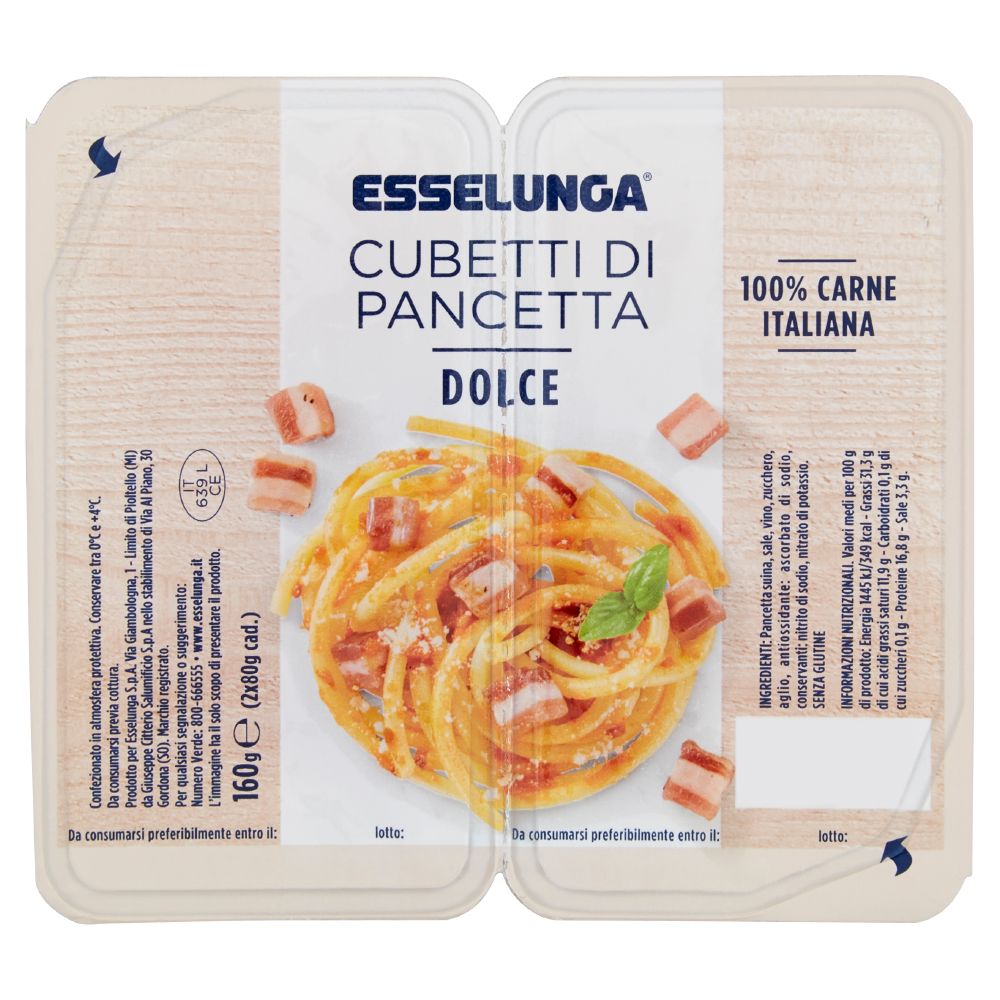 ESSELUNGA®
CUBETTI DI
PANCETTA
DOLCE
100% CARNE
ITALIANA
Confezionato in atmosfera protettiva. Conservare tra 0°C e +4°C.
Da consumarsi previa cottura.
Prodotto per Esselunga S.p.A. Via Giambologna, 1 - Limito di Pioltello (MI)
da Giuseppe Citterio Salumificio S.p.A nello stabilimento di Via Al Piano, 30
Gordona (SO). Marchio registrato.
Per qualsiasi segnalazione o suggerimento:
Numero Verde: 800-666555 • www.esselunga.it
L'immagine ha il solo scopo di presentare il prodotto.
160g e (2x80g cad.)
IT
639 L
CE
INGREDIENTI: Pancetta suina, sale, vino, zucchero,
aglio, antiossidante: ascorbato di sodio,
conservanti: nitrito di sodio, nitrato di potassio.
SENZA GLUTINE
INFORMAZIONI NUTRIZIONALI. Valori medi per 100 g
di prodotto: Energia 1445 kJ/349 kcal - Grassi 31,3 g
di cui acidi grassi saturi 11,9 g - Carboidrati 0,1 g di
cui zuccheri 0,1 g - Proteine 16,8 g - Sale 3,3 g.
Da consumarsi preferibilmente entro il:
lotto:
Da consumarsi preferibilmente entro il:
lotto: